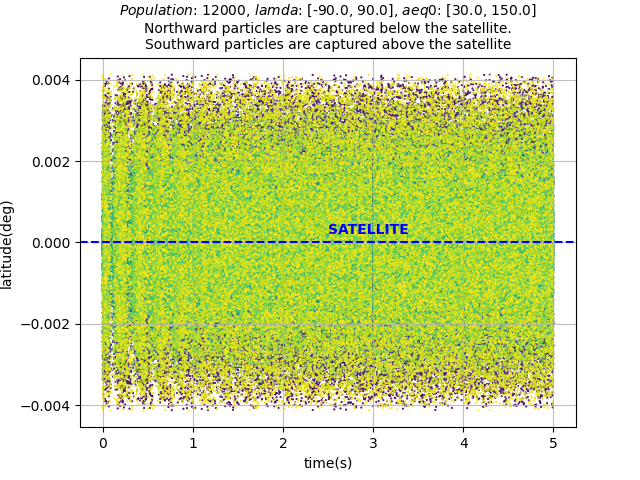 Population: 12000, lamda: [-90.0, 90.0], aeq0: [30.0, 150.0]
Northward particles are captured below the satellite.
Southward particles are captured above the satellite
0.004
0.002
0.000
−0.002
−0.004
latitude(deg)
SATELLITE
0 1 2 3 4 5
time(s)